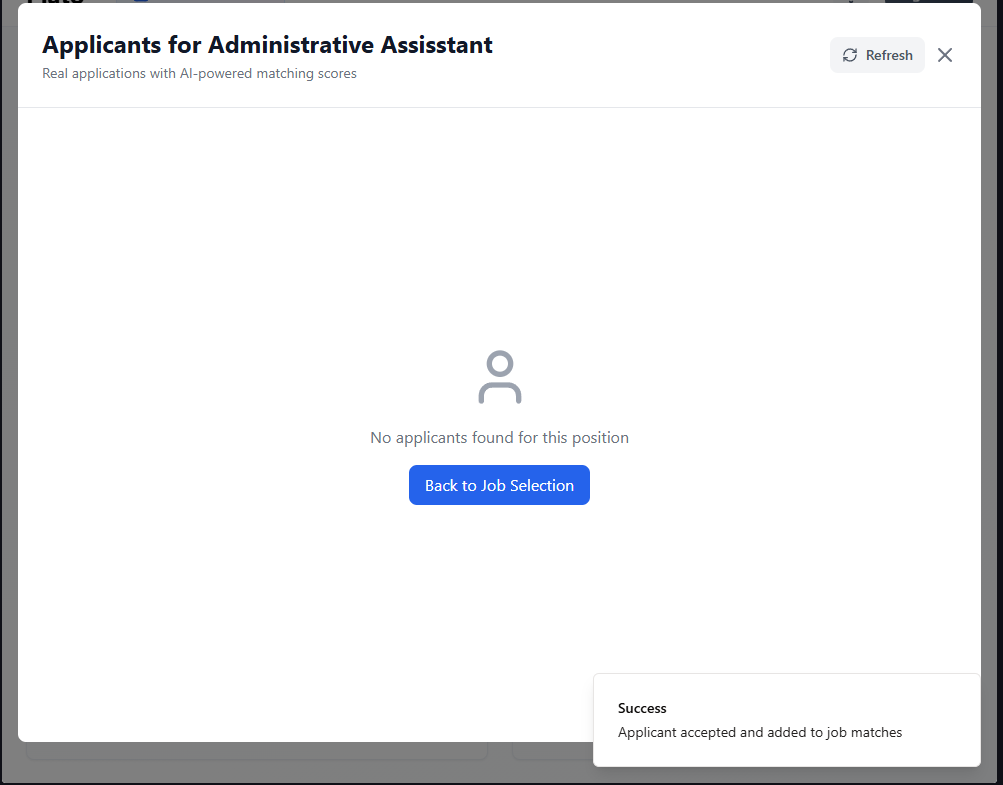 Applicants for Administrative Assisstant
Real applications with AI-powered matching scores
Refresh
No applicants found for this position
Back to Job Selection
Success
Applicant accepted and added to job matches